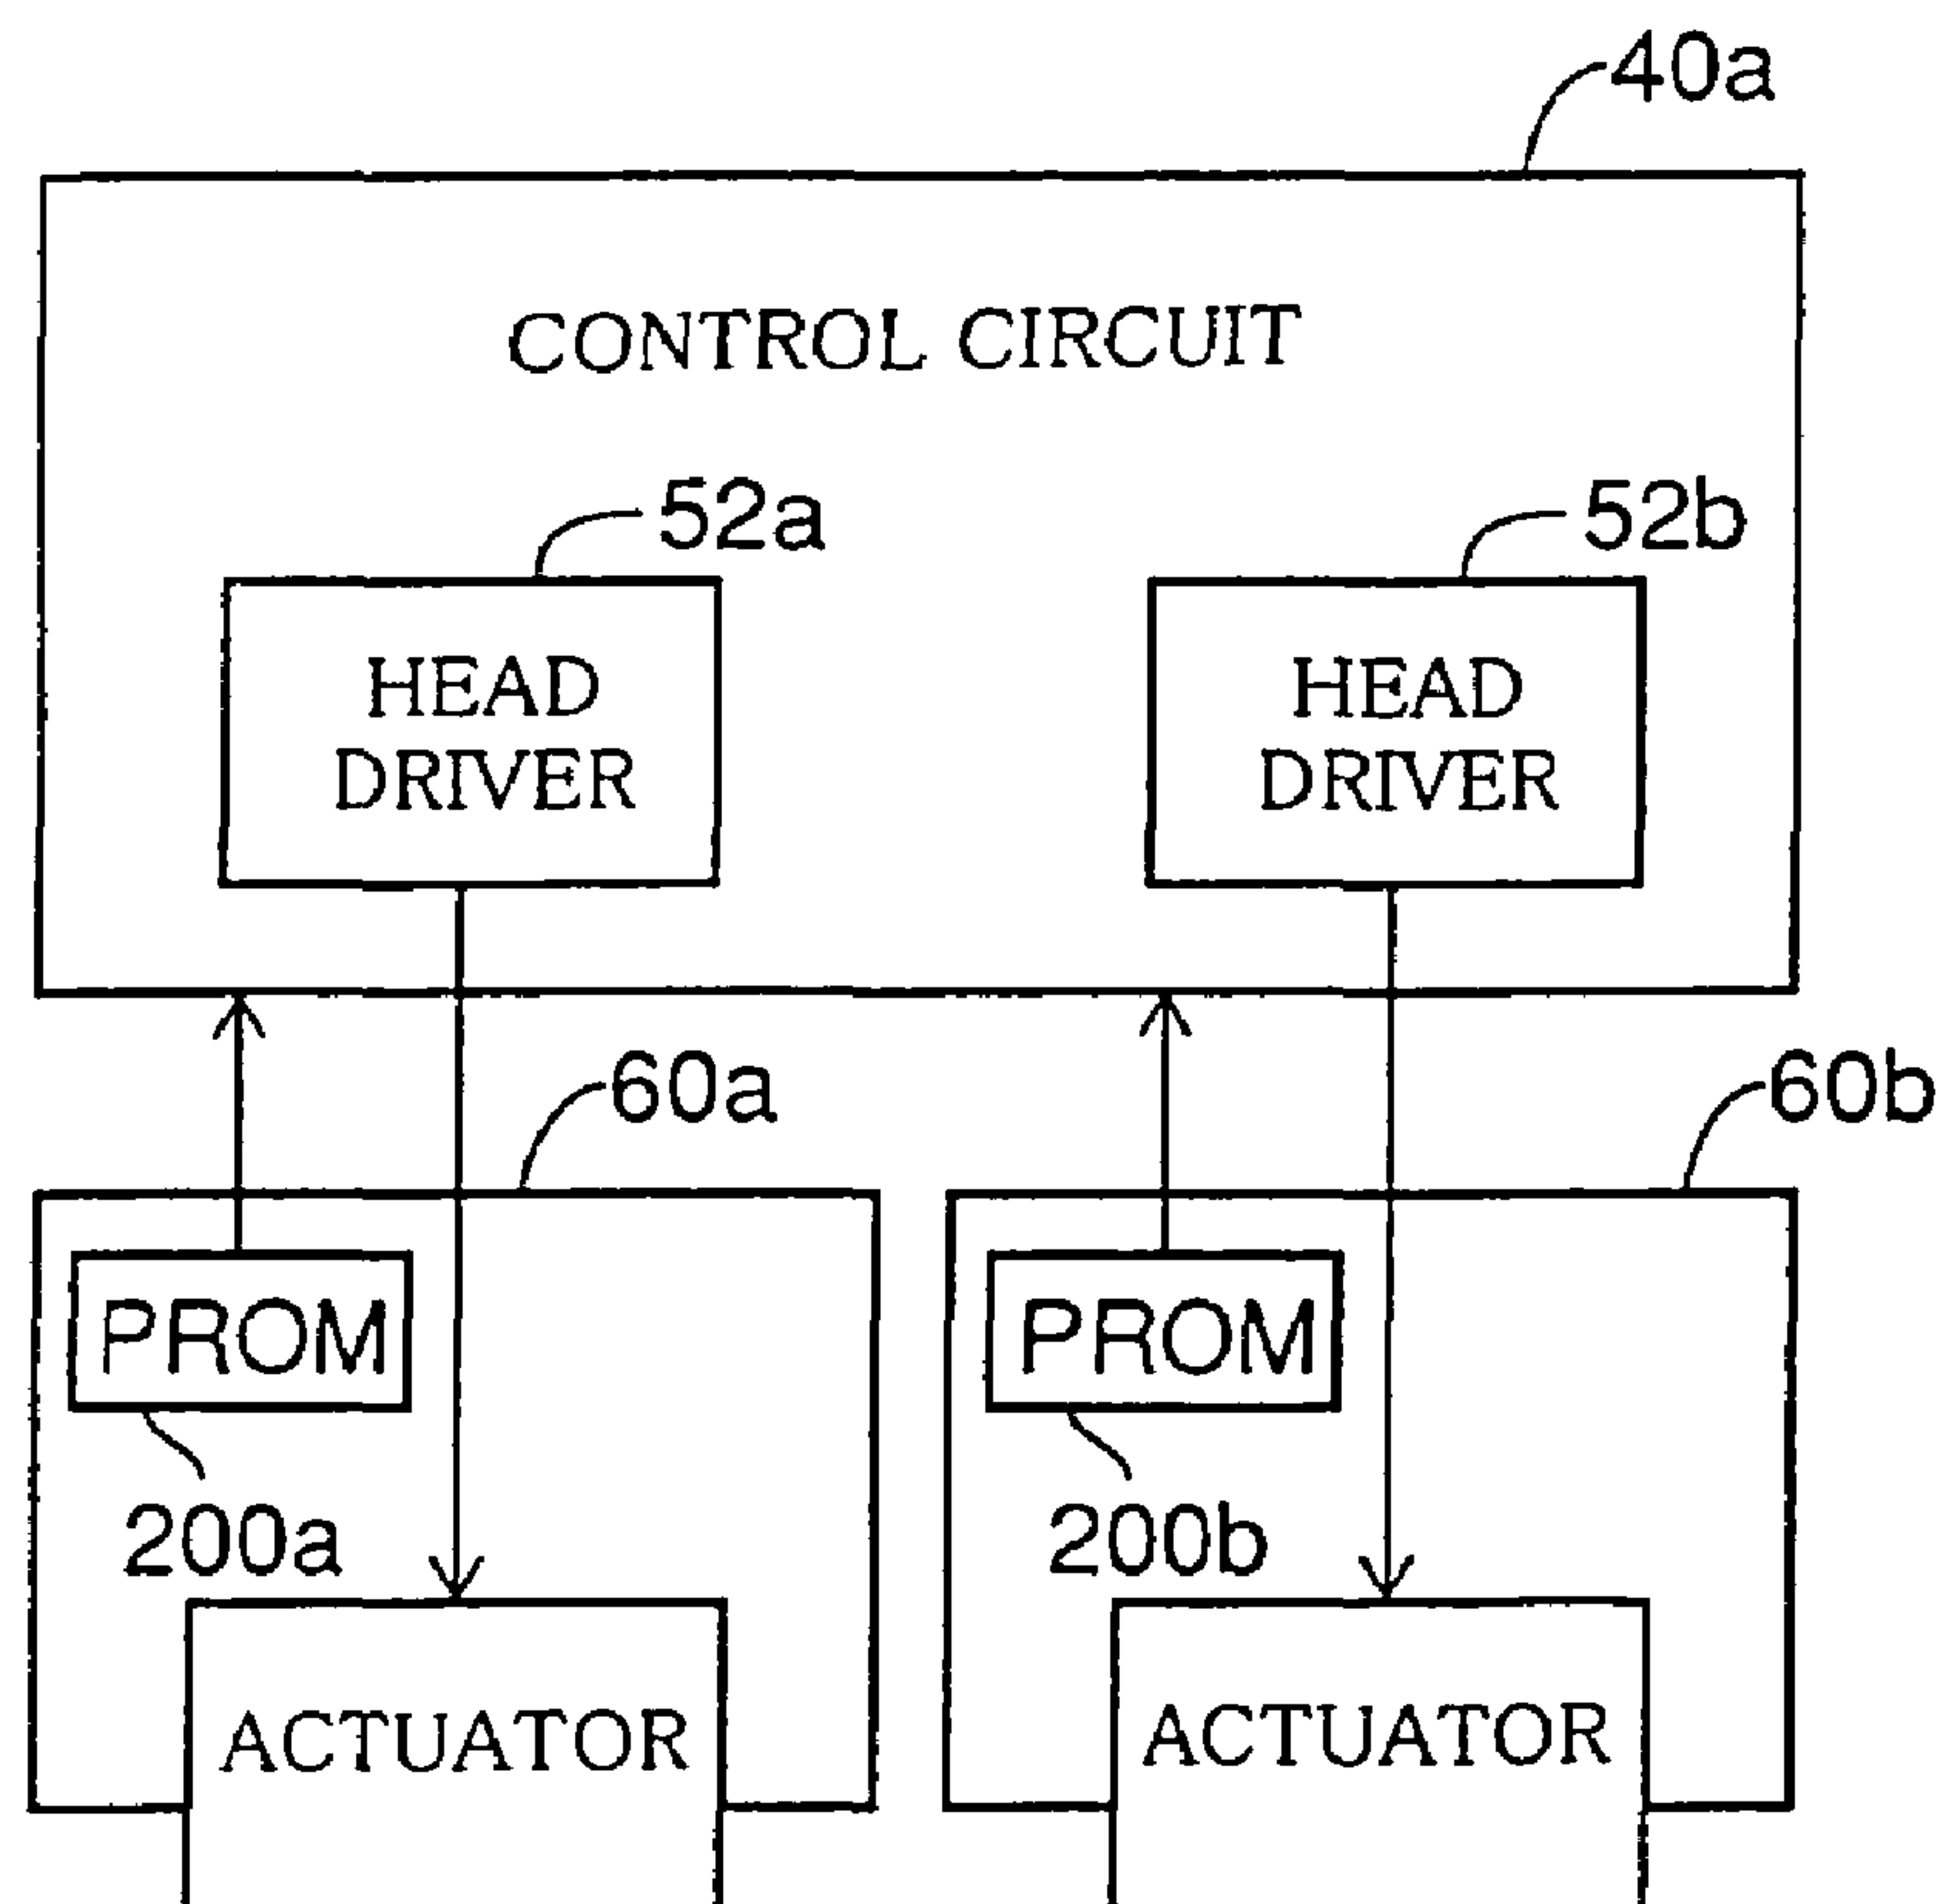 40a
CONTROL CIRCUIT
52a
52b
HEAD
DRIVER
HEAD
DRIVER
60a
60b
PROM
PROM
200a
200b
ACTUATOR
ACTUATOR